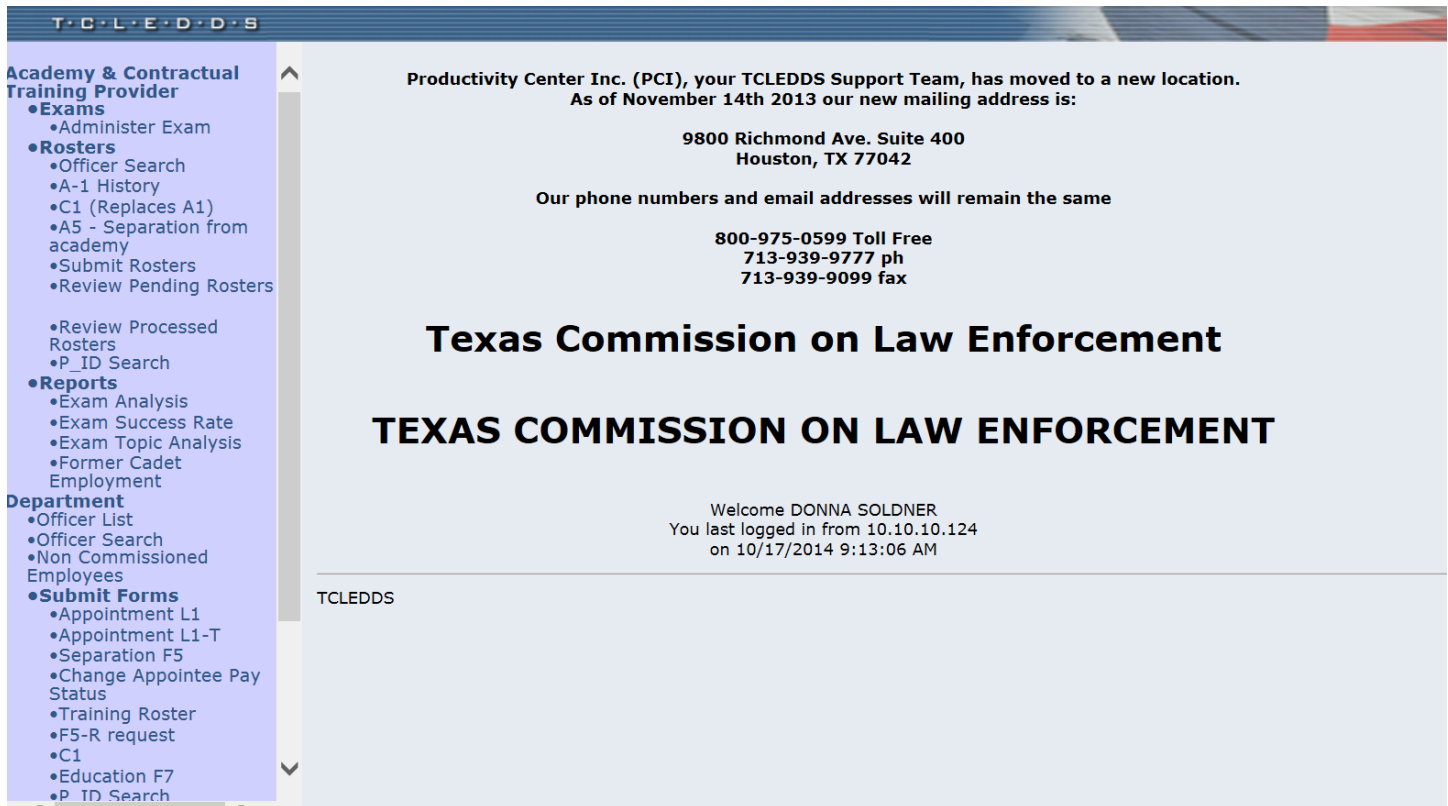 T·C·L·E·D·D·S
Academy & Contractual
Training Provider
•Exams
•Administer Exam
•Rosters
•Officer Search
•A-1 History
•C1 (Replaces A1)
•A5 - Separation from
academy
•Submit Rosters
•Review Pending Rosters
•Review Processed
Rosters
•P_ID Search
•Reports
•Exam Analysis
•Exam Success Rate
•Exam Topic Analysis
•Former Cadet
Employment
Department
•Officer List
•Officer Search
•Non Commissioned
Employees
•Submit Forms
•Appointment L1
•Appointment L1-T
•Separation F5
•Change Appointee Pay
Status
•Training Roster
•F5-R request
•C1
•Education F7
•P_ID Search
Productivity Center Inc. (PCI), your TCLEDDS Support Team, has moved to a new location.
As of November 14th 2013 our new mailing address is:
9800 Richmond Ave. Suite 400
Houston, TX 77042
Our phone numbers and email addresses will remain the same
800-975-0599 Toll Free
713-939-9777 ph
713-939-9099 fax
Texas Commission on Law Enforcement
TEXAS COMMISSION ON LAW ENFORCEMENT
Welcome DONNA SOLDNER
You last logged in from 10.10.10.124
on 10/17/2014 9:13:06 AM
TCLEDDS